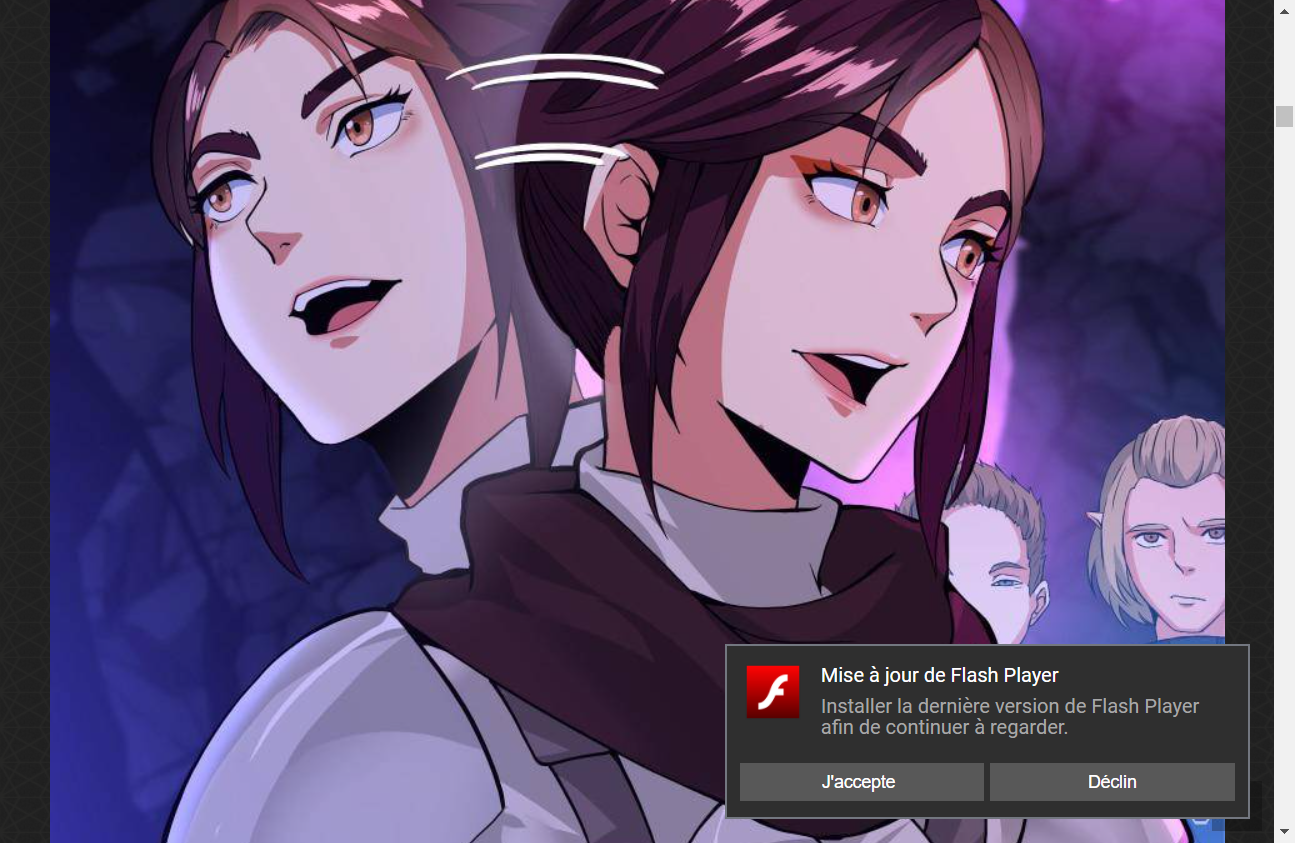 Mise à jour de Flash Player
Installer la dernière version de Flash Player
afin de continuer à regarder.
J'accepte
Déclin